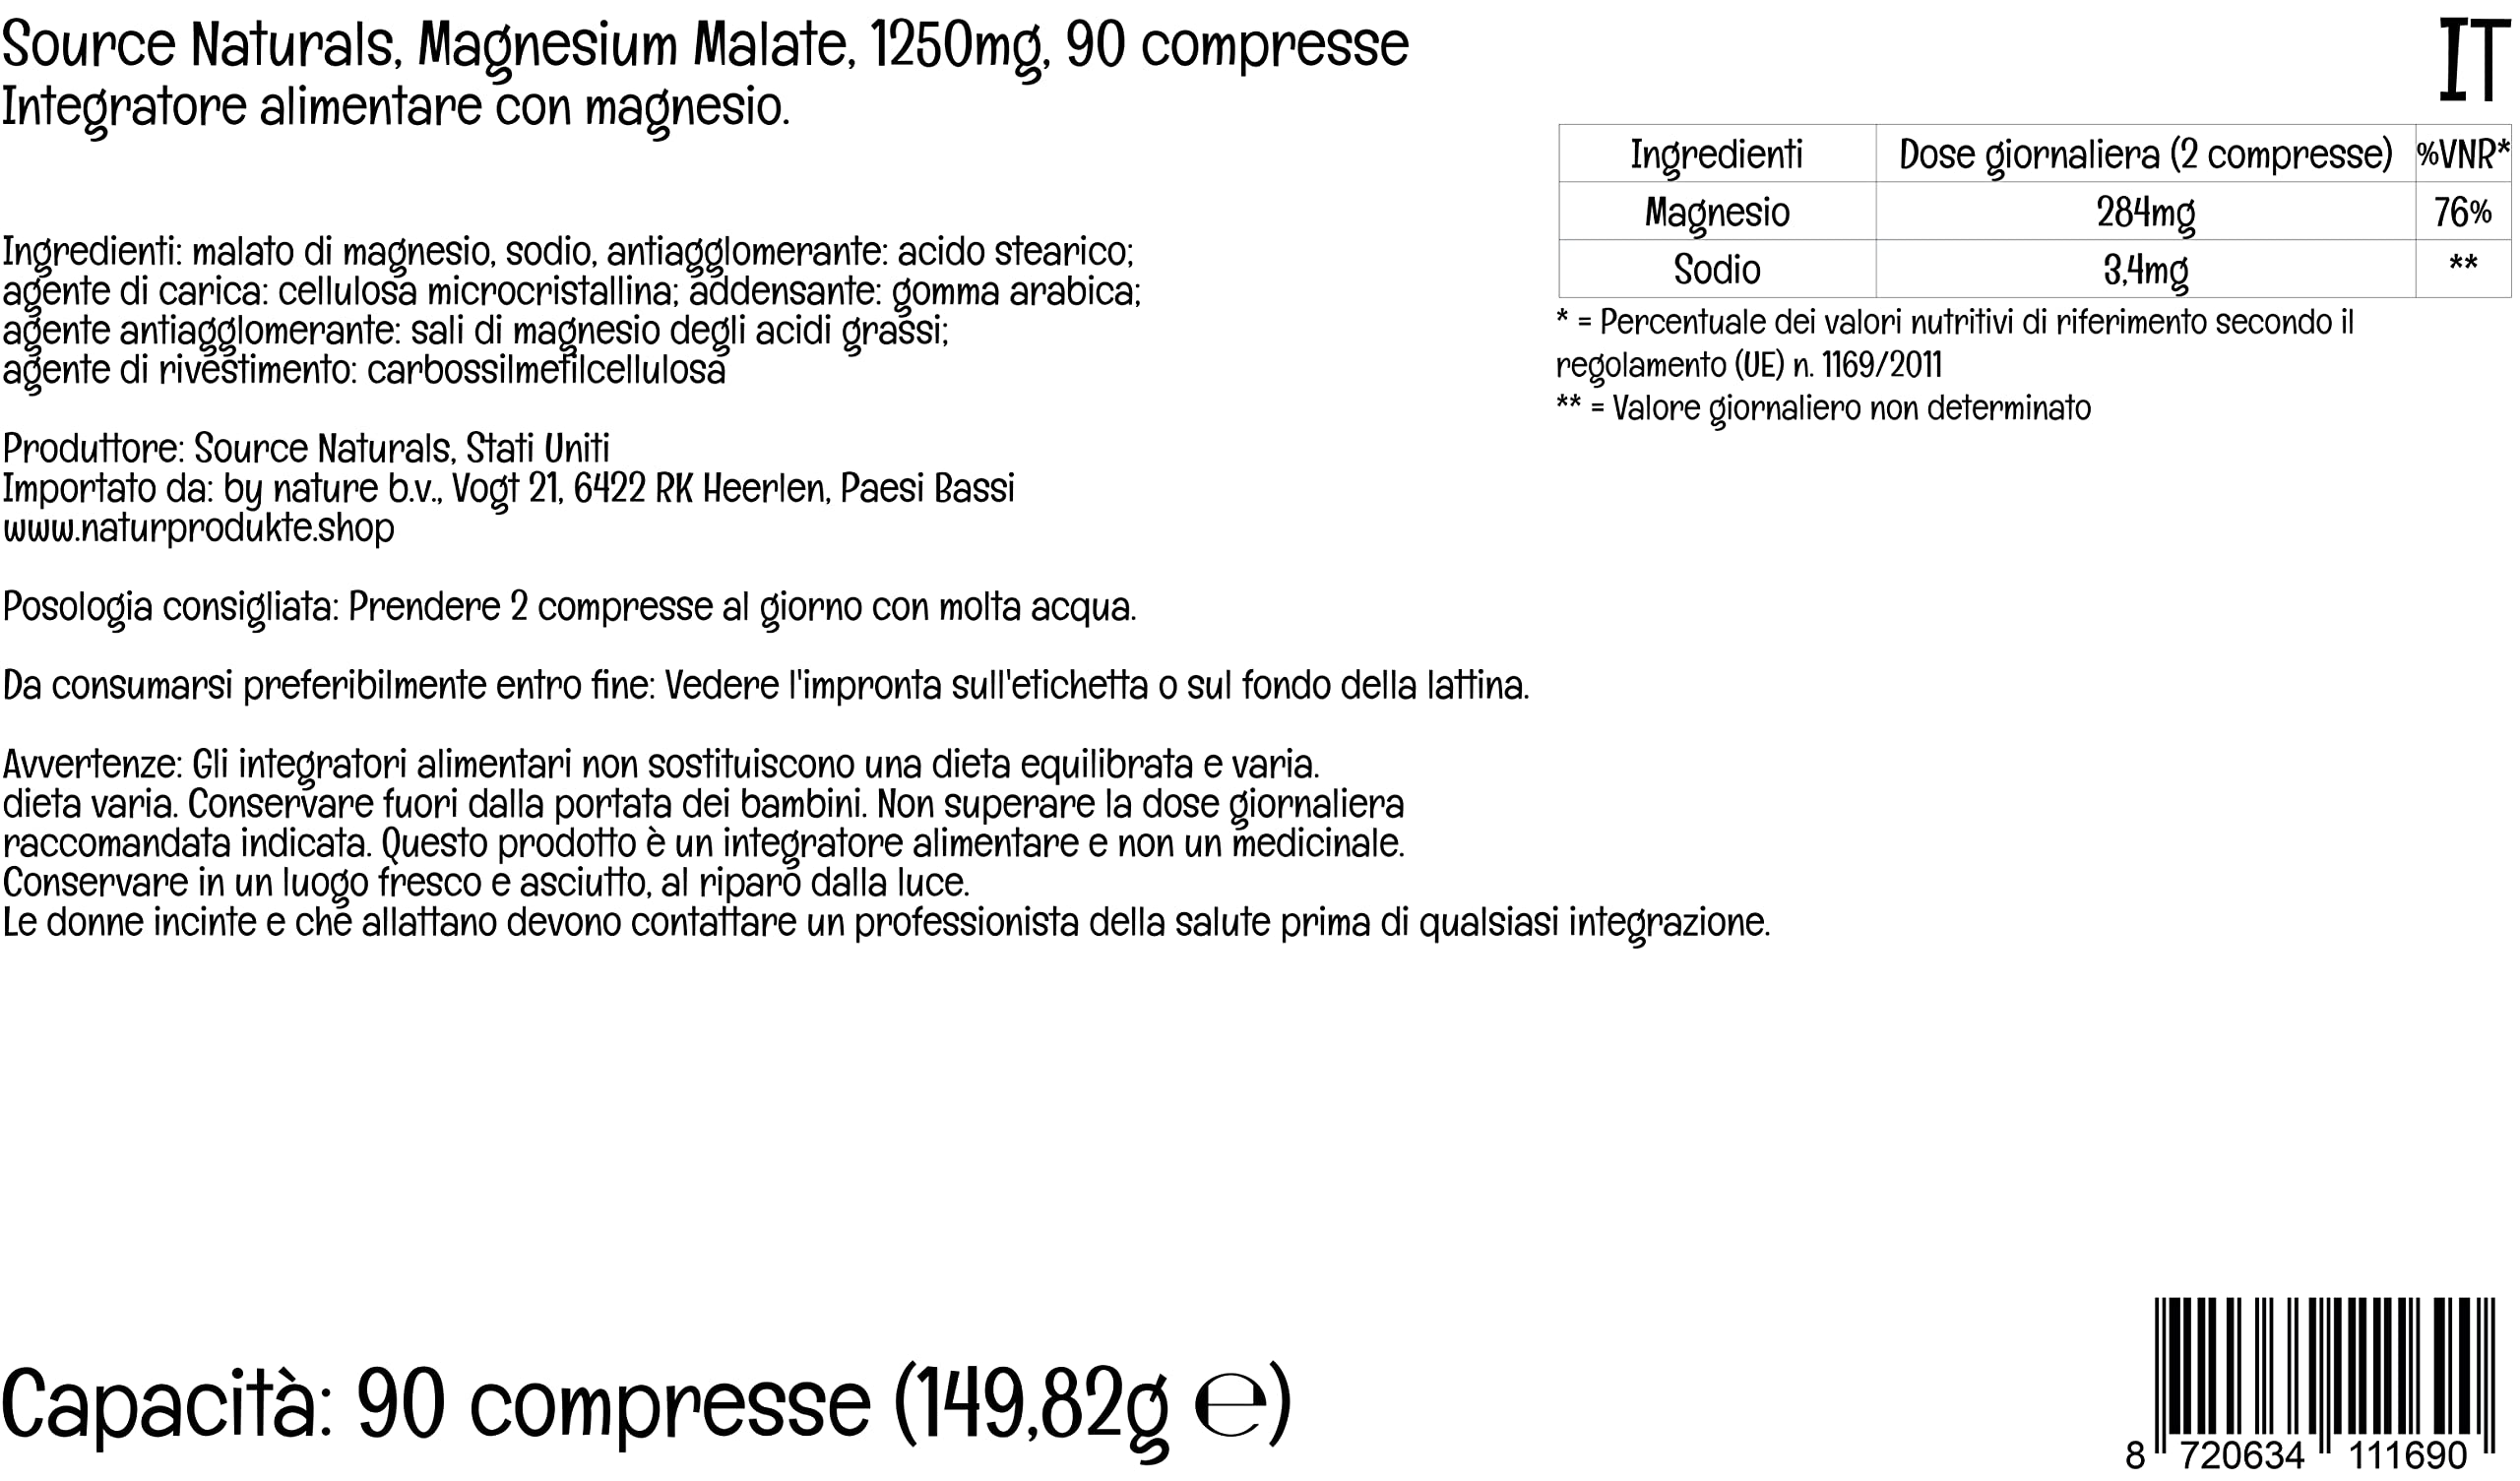 Source Naturals, Magnesium Malate, 1250mg, 90 compresse
IT
Integratore alimentare con magnesio.
Ingredienti Dose giornaliera (2 compresse) %VNR*
Magnesio 284mg 76%
Sodio 3,4mg **
* = Percentuale dei valori nutritivi di riferimento secondo il
regolamento (UE) n. 1169/2011
** = Valore giornaliero non determinato
Ingredienti: malato di magnesio, sodio, antiagglomerante: acido stearico;
agente di carica: cellulosa microcristallina; addensante: gomma arabica;
agente antiagglomerante: sali di magnesio degli acidi grassi;
agente di rivestimento: carbossilmetilcellulosa
Produttore: Source Naturals, Stati Uniti
Importato da: by nature b.v., Vogt 21, 6422 RK Heerlen, Paesi Bassi
www.naturprodukte.shop
Posologia consigliata: Prendere 2 compresse al giorno con molta acqua.
Da consumarsi preferibilmente entro fine: Vedere l'impronta sull'etichetta o sul fondo della lattina.
Avvertenze: Gli integratori alimentari non sostituiscono una dieta equilibrata e varia.
dieta varia. Conservare fuori dalla portata dei bambini. Non superare la dose giornaliera
raccomandata indicata. Questo prodotto è un integratore alimentare e non un medicinale.
Conservare in un luogo fresco e asciutto, al riparo dalla luce.
Le donne incinte e che allattano devono contattare un professionista della salute prima di qualsiasi integrazione.
Capacità: 90 compresse (149,82g ℮)
8 720634 111690